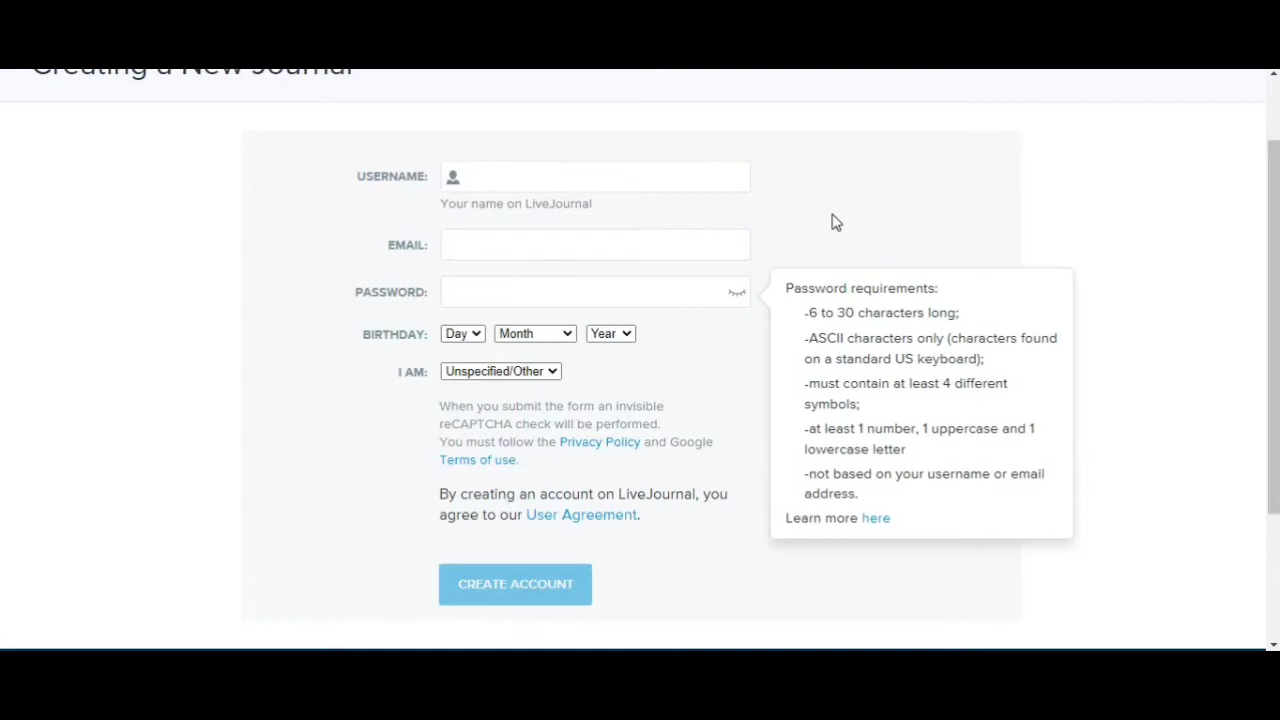 Creating a New Journal
USERNAME:
Your name on LiveJournal
EMAIL:
PASSWORD:
BIRTHDAY: Day Month Year
I AM: Unspecified/Other
When you submit the form an invisible
reCAPTCHA check will be performed.
You must follow the Privacy Policy and Google
Terms of use.
By creating an account on LiveJournal, you
agree to our User Agreement.
CREATE ACCOUNT
Password requirements:
-6 to 30 characters long;
-ASCII characters only (characters found
on a standard US keyboard);
-must contain at least 4 different
symbols;
-at least 1 number, 1 uppercase and 1
lowercase letter
-not based on your username or email
address.
Learn more here